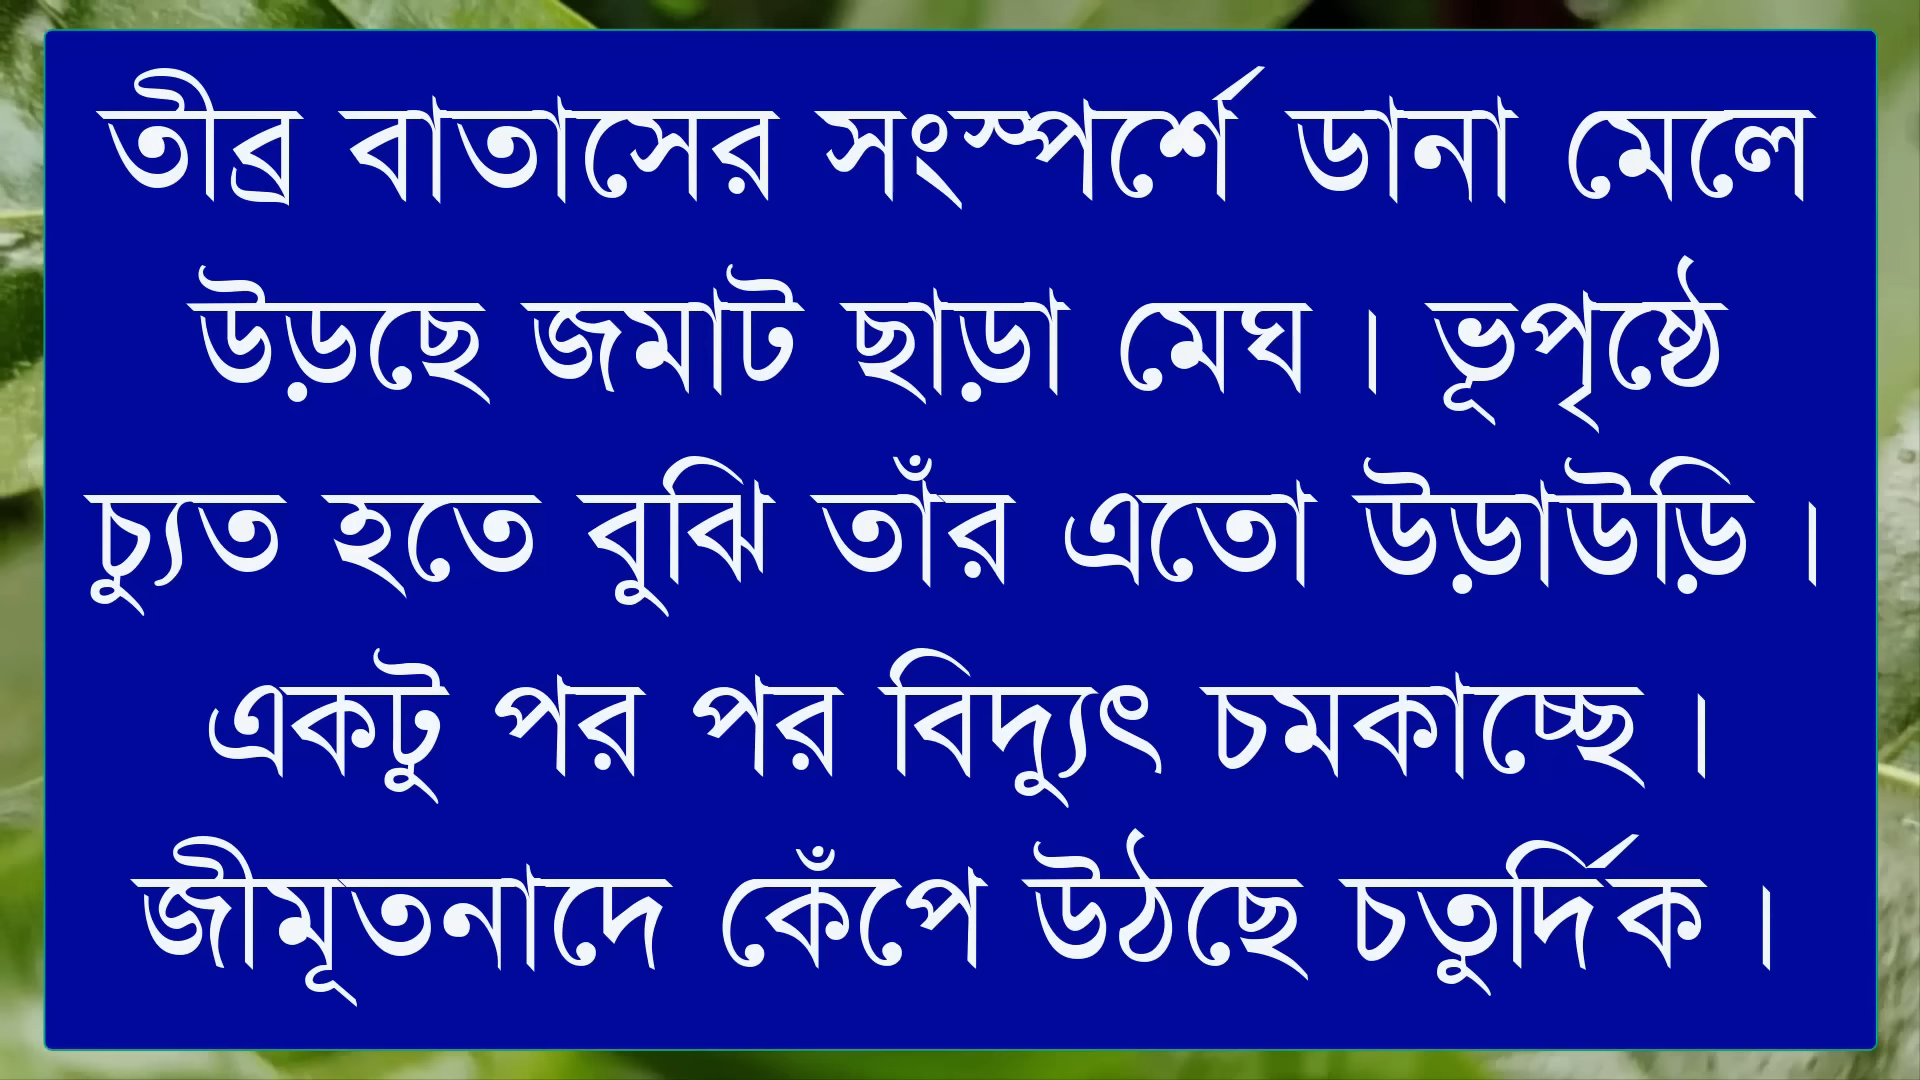 তীব্র বাতাসের সংস্পর্শে ডানা মেলে
উড়ছে জমাট ছাড়া মেঘ। ভূপৃষ্ঠে
চ্যুত হতে বুঝি তাঁর এতো উড়াউড়ি।
একটু পর পর বিদ্যুৎ চমকাচ্ছে।
জীমূতনাদে কেঁপে উঠছে চতুর্দিক।